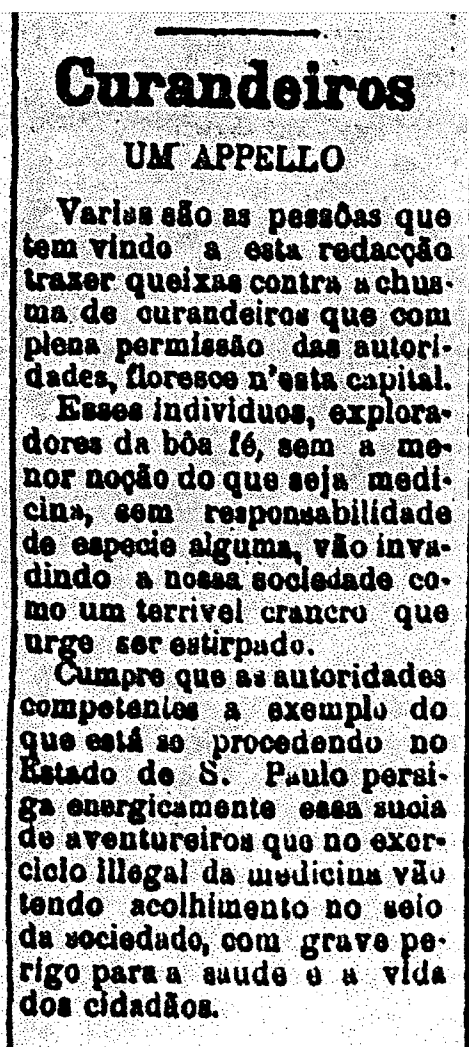 Curandeiros
UM APPELLO
Varias são as pessôas que
tem vindo a esta redacção
traxer queixas contra a chus-
ma de curandeiros que com
plena permissão das autori-
dades, floresce n'esta capital.
Esses individuos, explora-
dores da bôa fé, sem a me-
nor noção do que seja medi-
cina, sem responsabilidade
de especie alguma, vão inva-
dindo a nossa sociedade co-
mo um terrivel crancro que
urge ser estirpado.
Cumpre que as autoridades
competentes a exemplo do
que está se procedendo no
Estado de S. Paulo persi-
ga energicamente essa sucia
de aventureiros que no exer-
cicio illegal da medicina vão
tendo acolhimento no seio
da sociedado, com grave pe-
rigo para a saude e a vida
dos cidadãos.